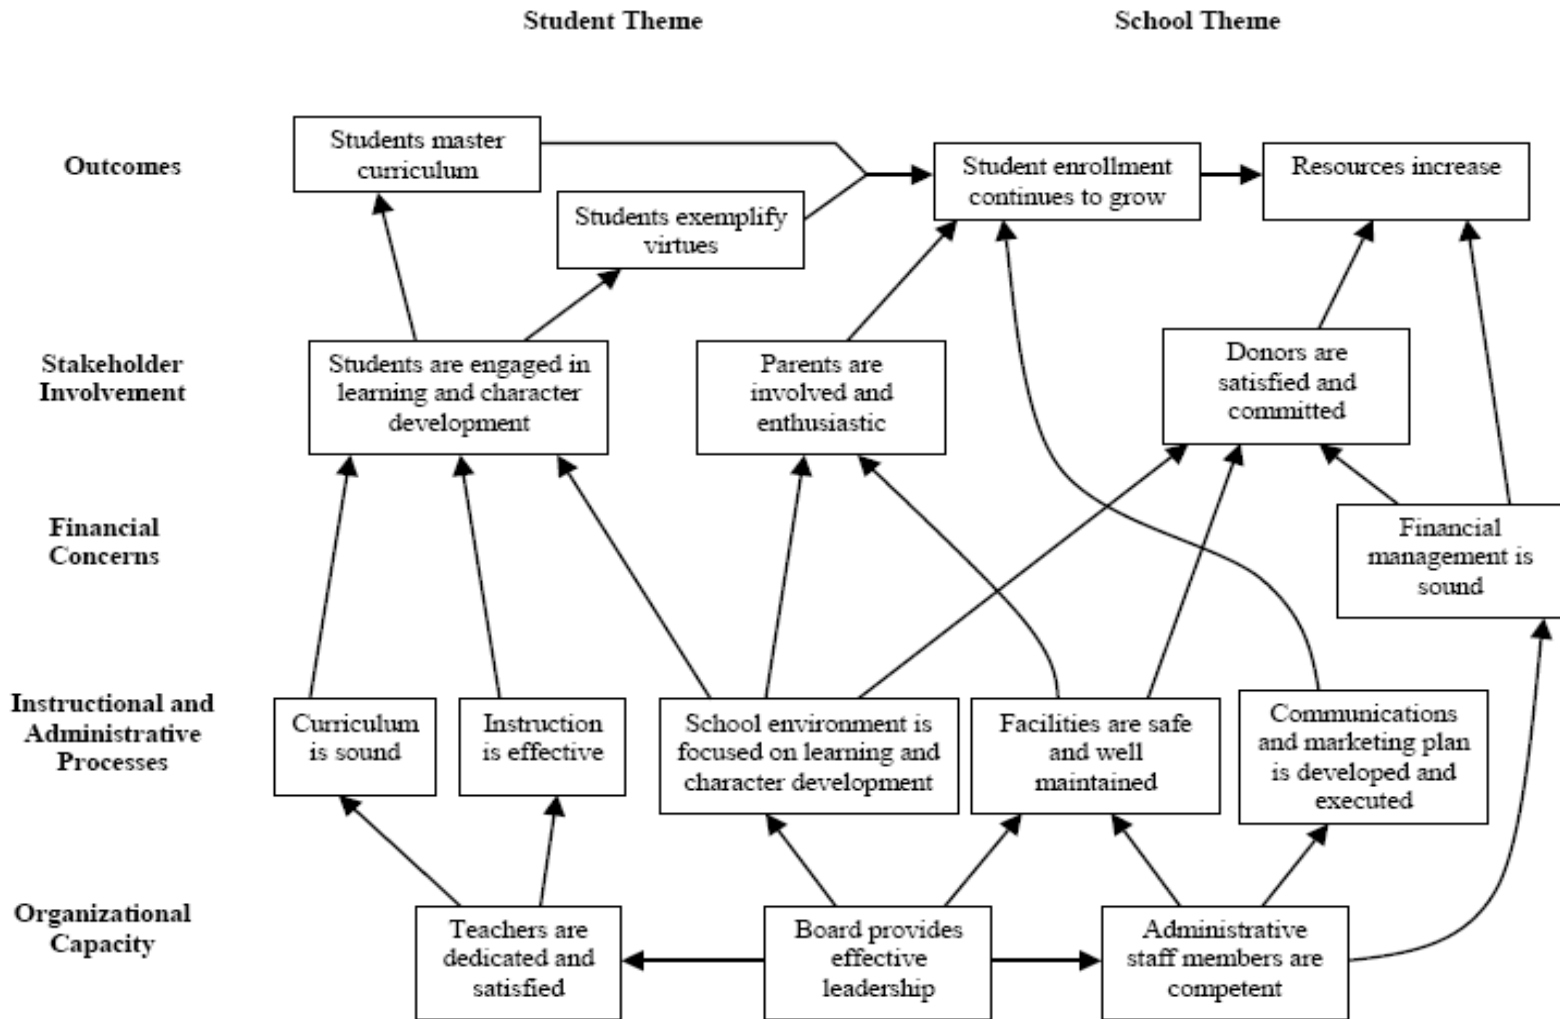 Student Theme
School Theme
Outcomes
Students master
curriculum
Students exemplify
virtues
Student enrollment
continues to grow
Resources increase
Stakeholder
Involvement
Students are engaged in
learning and character
development
Parents are
involved and
enthusiastic
Donors are
satisfied and
committed
Financial
Concerns
Financial
management is
sound
Instructional and
Administrative
Processes
Curriculum
is sound
Instruction
is effective
School environment is
focused on learning and
character development
Facilities are safe
and well
maintained
Communications
and marketing plan
is developed and
executed
Organizational
Capacity
Teachers are
dedicated and
satisfied
Board provides
effective
leadership
Administrative
staff members are
competent